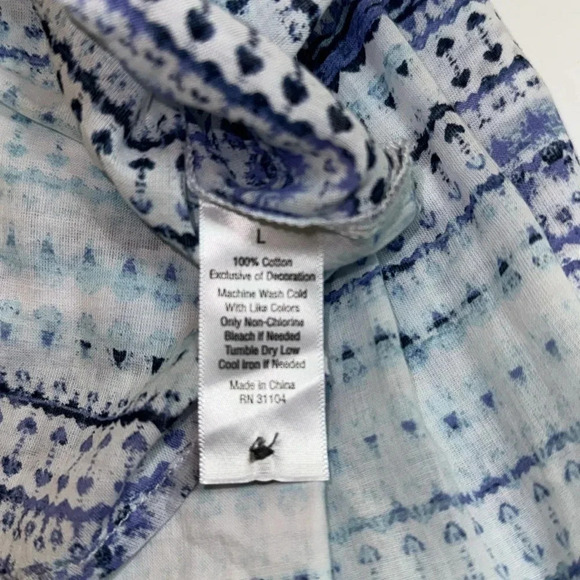 L
100% Cotton
Exclusive of Decoration
Machine Wash Cold
With Like Colors
Only Non-Chlorine
Bleach if Needed
Tumble Dry Low
Cool Iron if Needed
Made in China
RN 31104